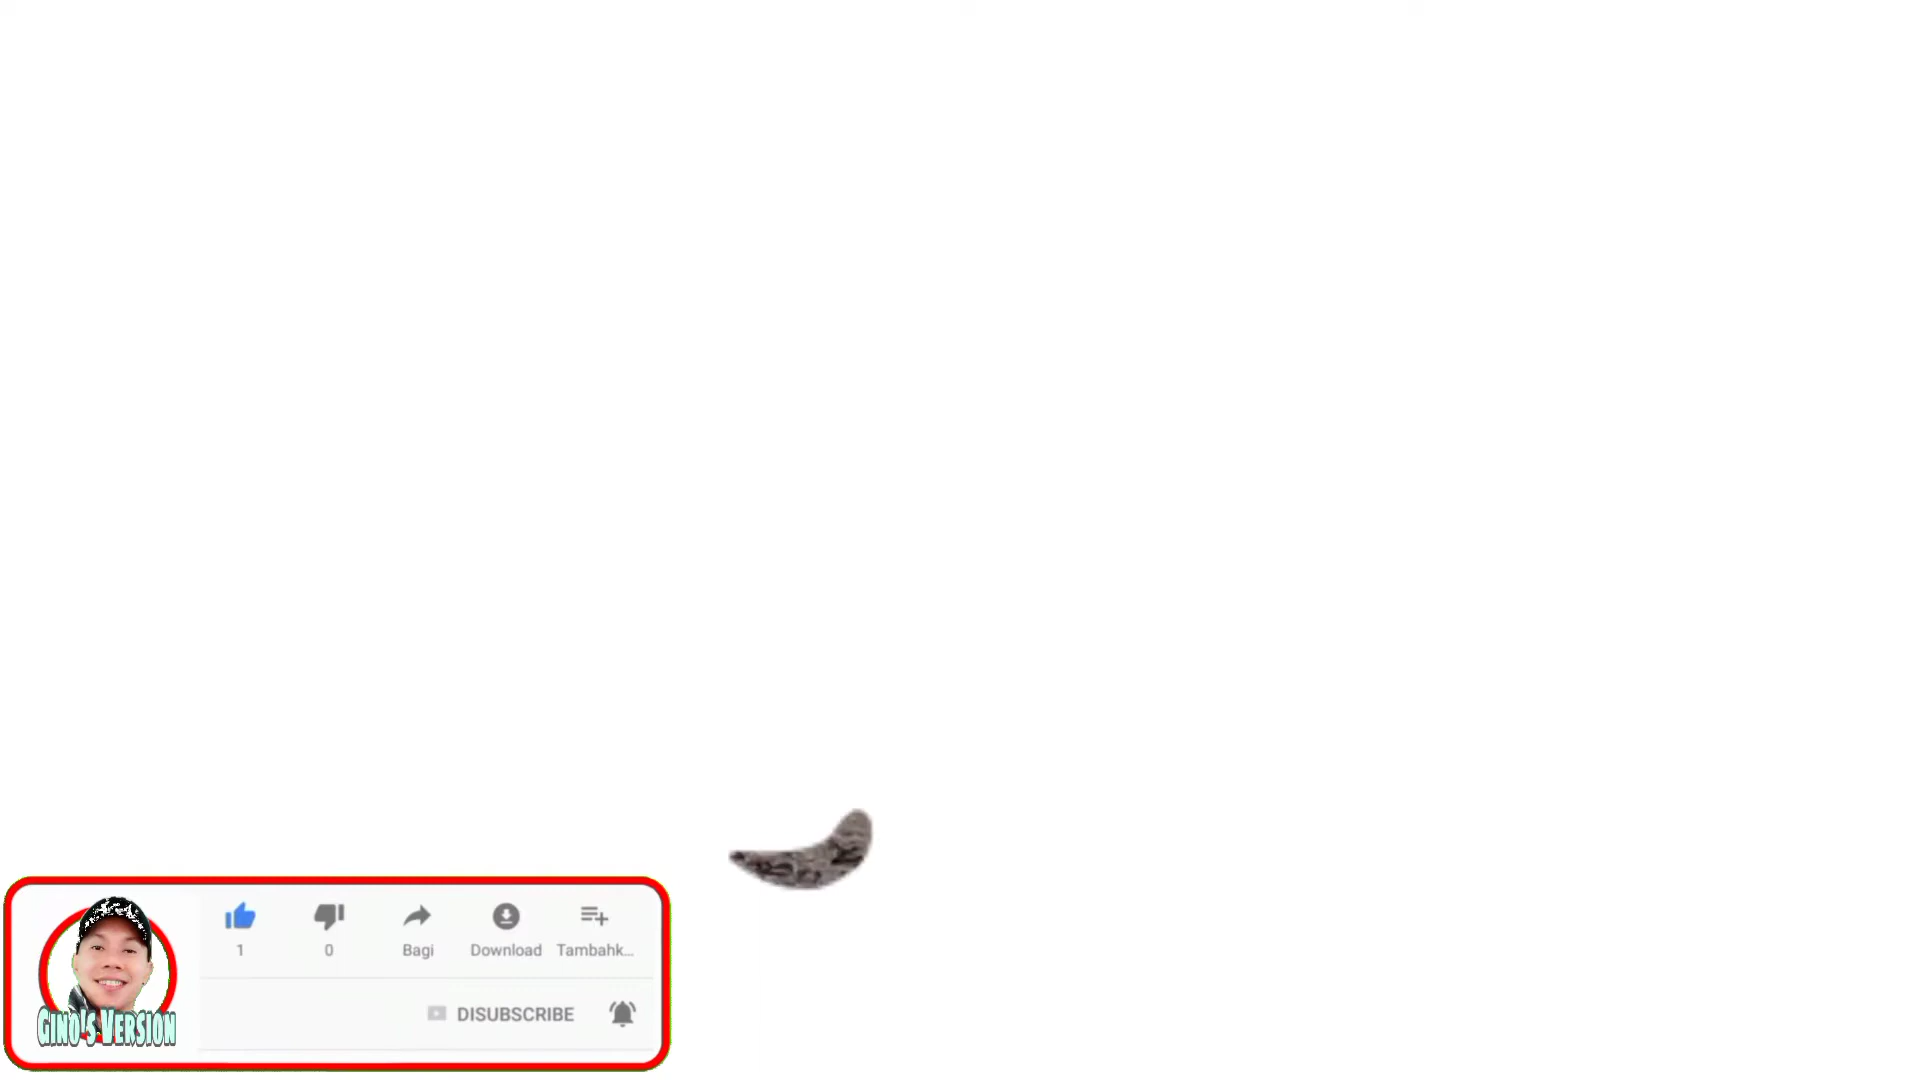 1
0
Bagi
Download
Tambahk...
DISUBSCRIBE
GINO'S VERSION